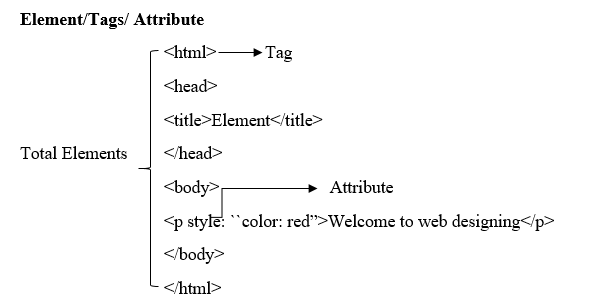 Element/Tags/ Attribute
<html> Tag
<head>
<title>Element</title>
Total Elements </head>
<body> Attribute
<p style: ``color: red”>Welcome to web designing</p>
</body>
</html>